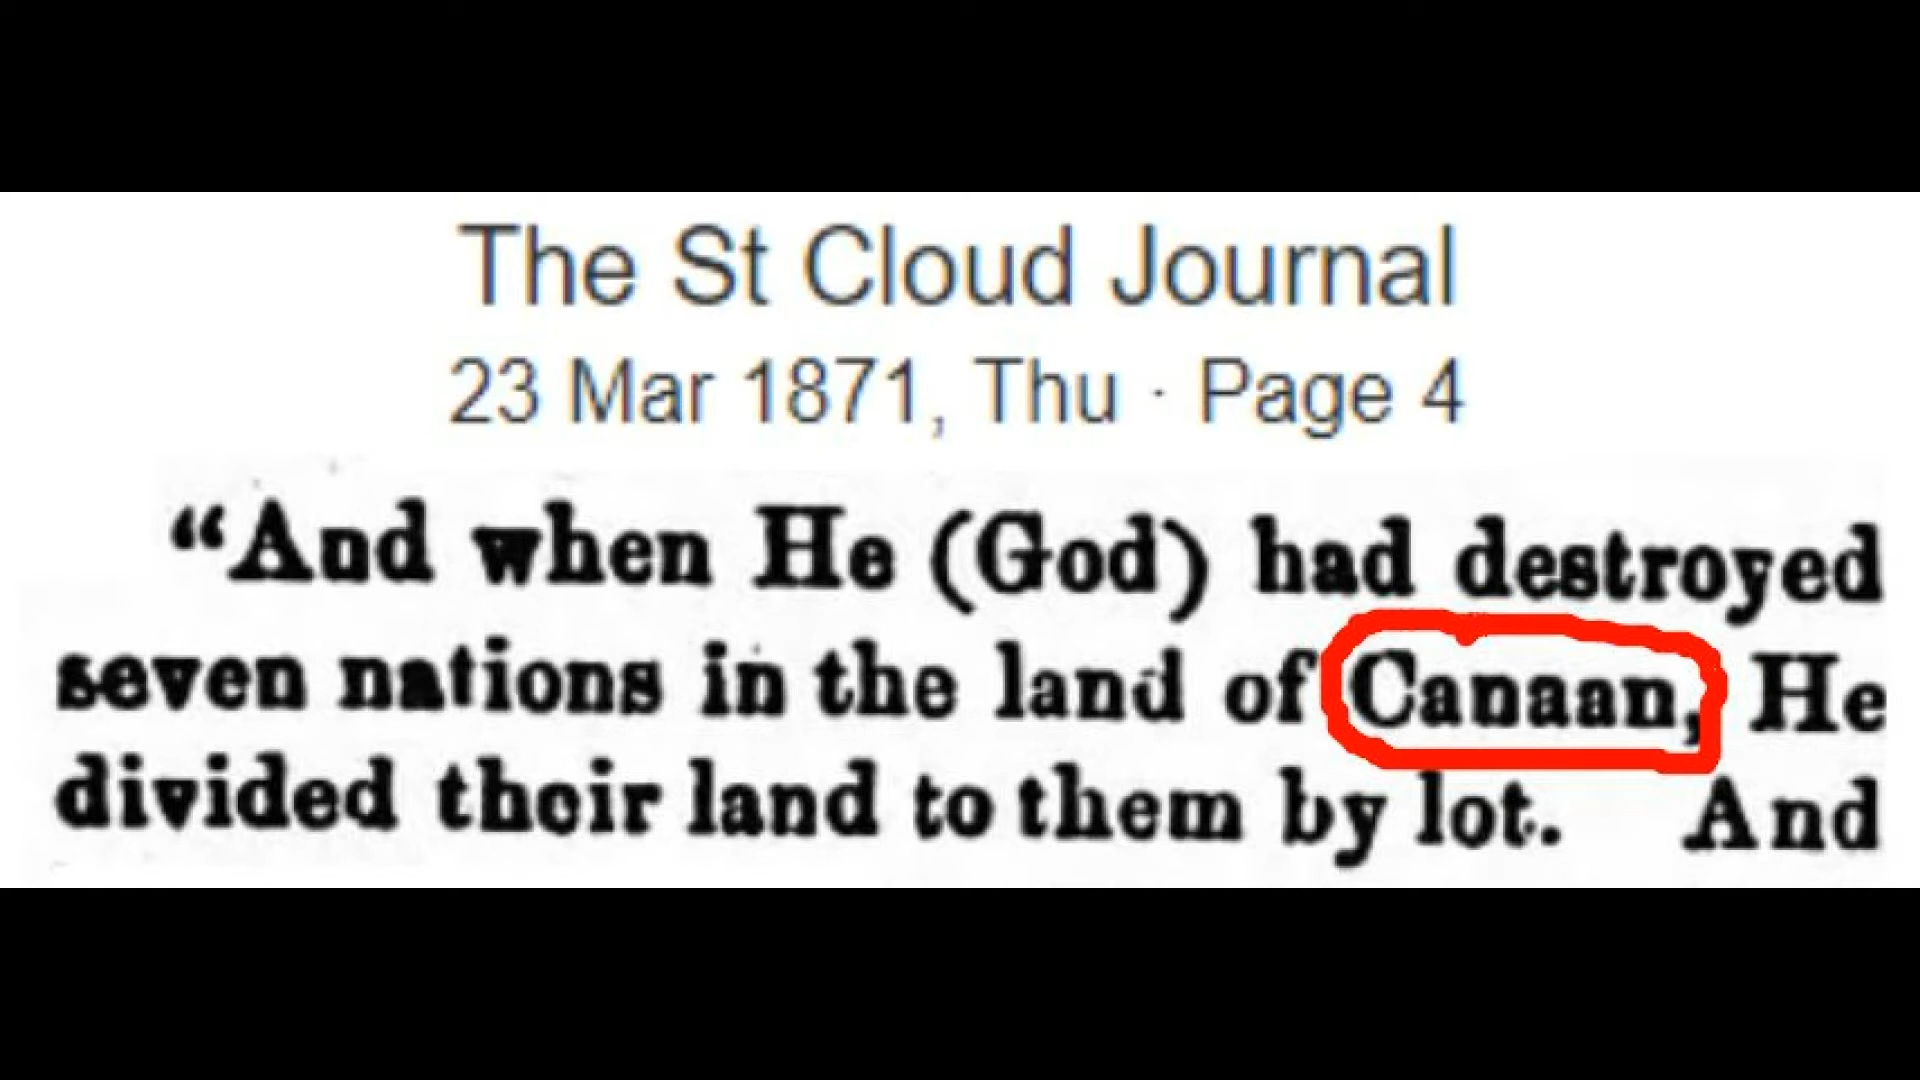 The St Cloud Journal
23 Mar 1871, Thu · Page 4
“And when He (God) had destroyed
seven nations in the land of Canaan, He
divided their land to them by lot. And